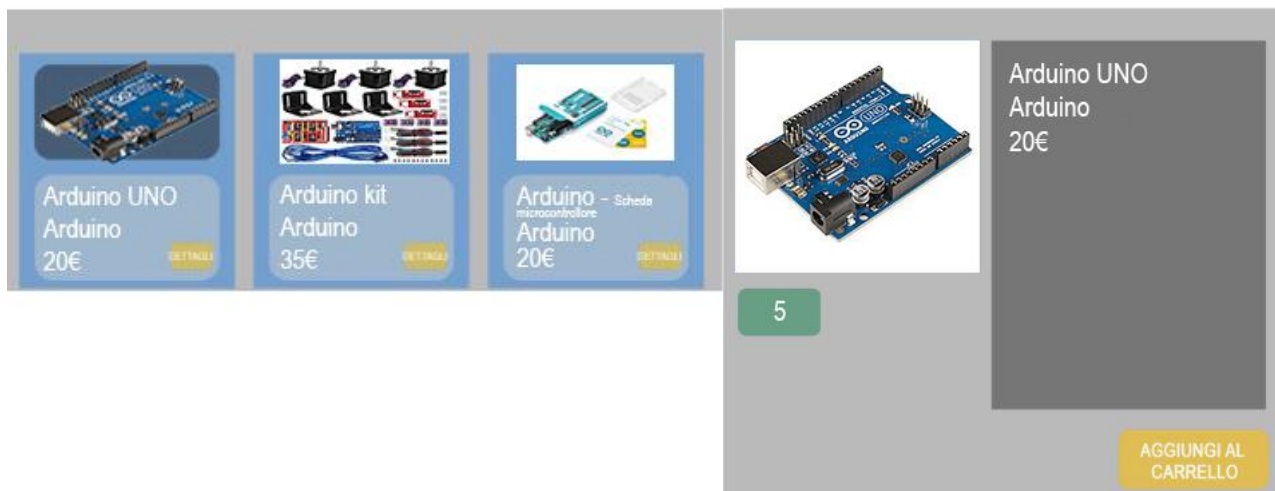 Arduino UNO
Arduino
20€
DETTAGLI
Arduino kit
Arduino
35€
DETTAGLI
Arduino - Scheda
microcontrollore
Arduino
20€
DETTAGLI
UNO
Arduino UNO
Arduino
20€
5
AGGIUNGI AL
CARRELLO